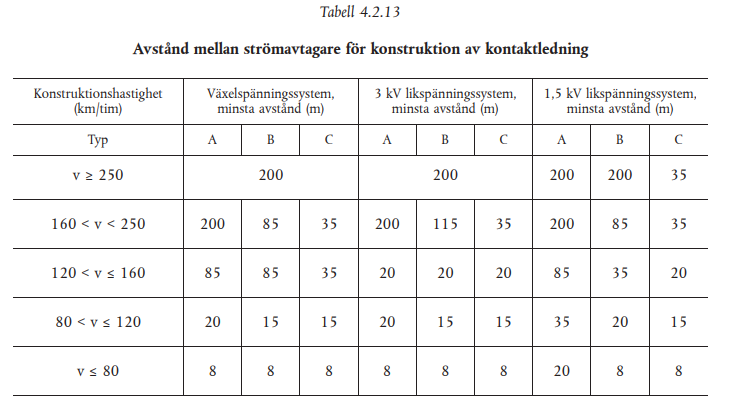 Tabell 4.2.13
Avstånd mellan strömavtagare för konstruktion av kontaktledning
Konstruktionshastighet (km/tim) Växelspänningssystem, minsta avstånd (m) 3 kV likspänningssystem, minsta avstånd (m) 1,5 kV likspänningssystem, minsta avstånd (m)
Typ A B C A B C A B C
v ≥ 250 200 200 200 200 35
160 < v < 250 200 85 35 200 115 35 200 85 35
120 < v ≤ 160 85 85 35 20 20 20 85 35 20
80 < v ≤ 120 20 15 15 20 15 15 35 20 15
v ≤ 80 8 8 8 8 8 8 20 8 8